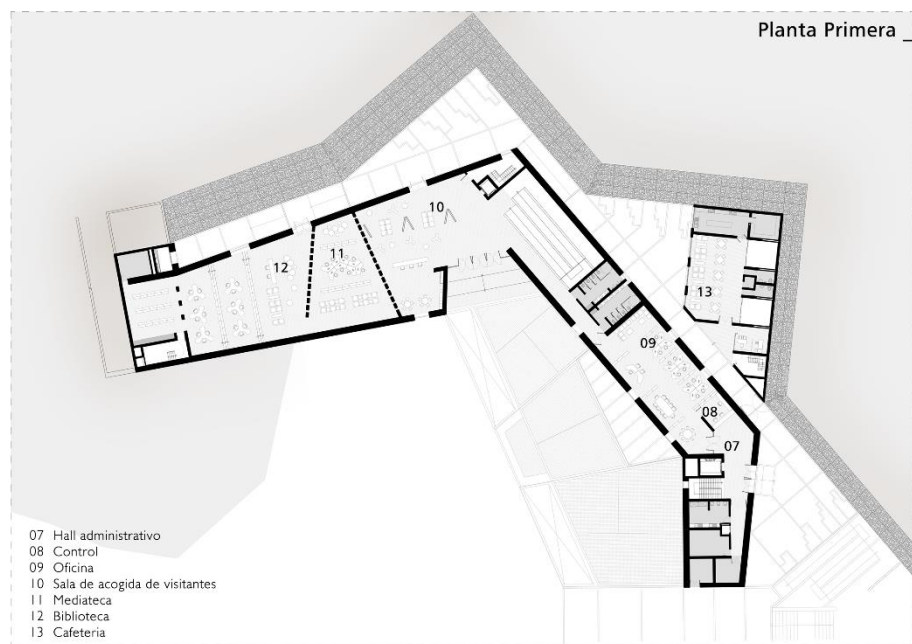 Planta Primera _
10
11
12
13
09
08
07
07 Hall administrativo
08 Control
09 Oficina
10 Sala de acogida de visitantes
11 Mediateca
12 Biblioteca
13 Cafeteria